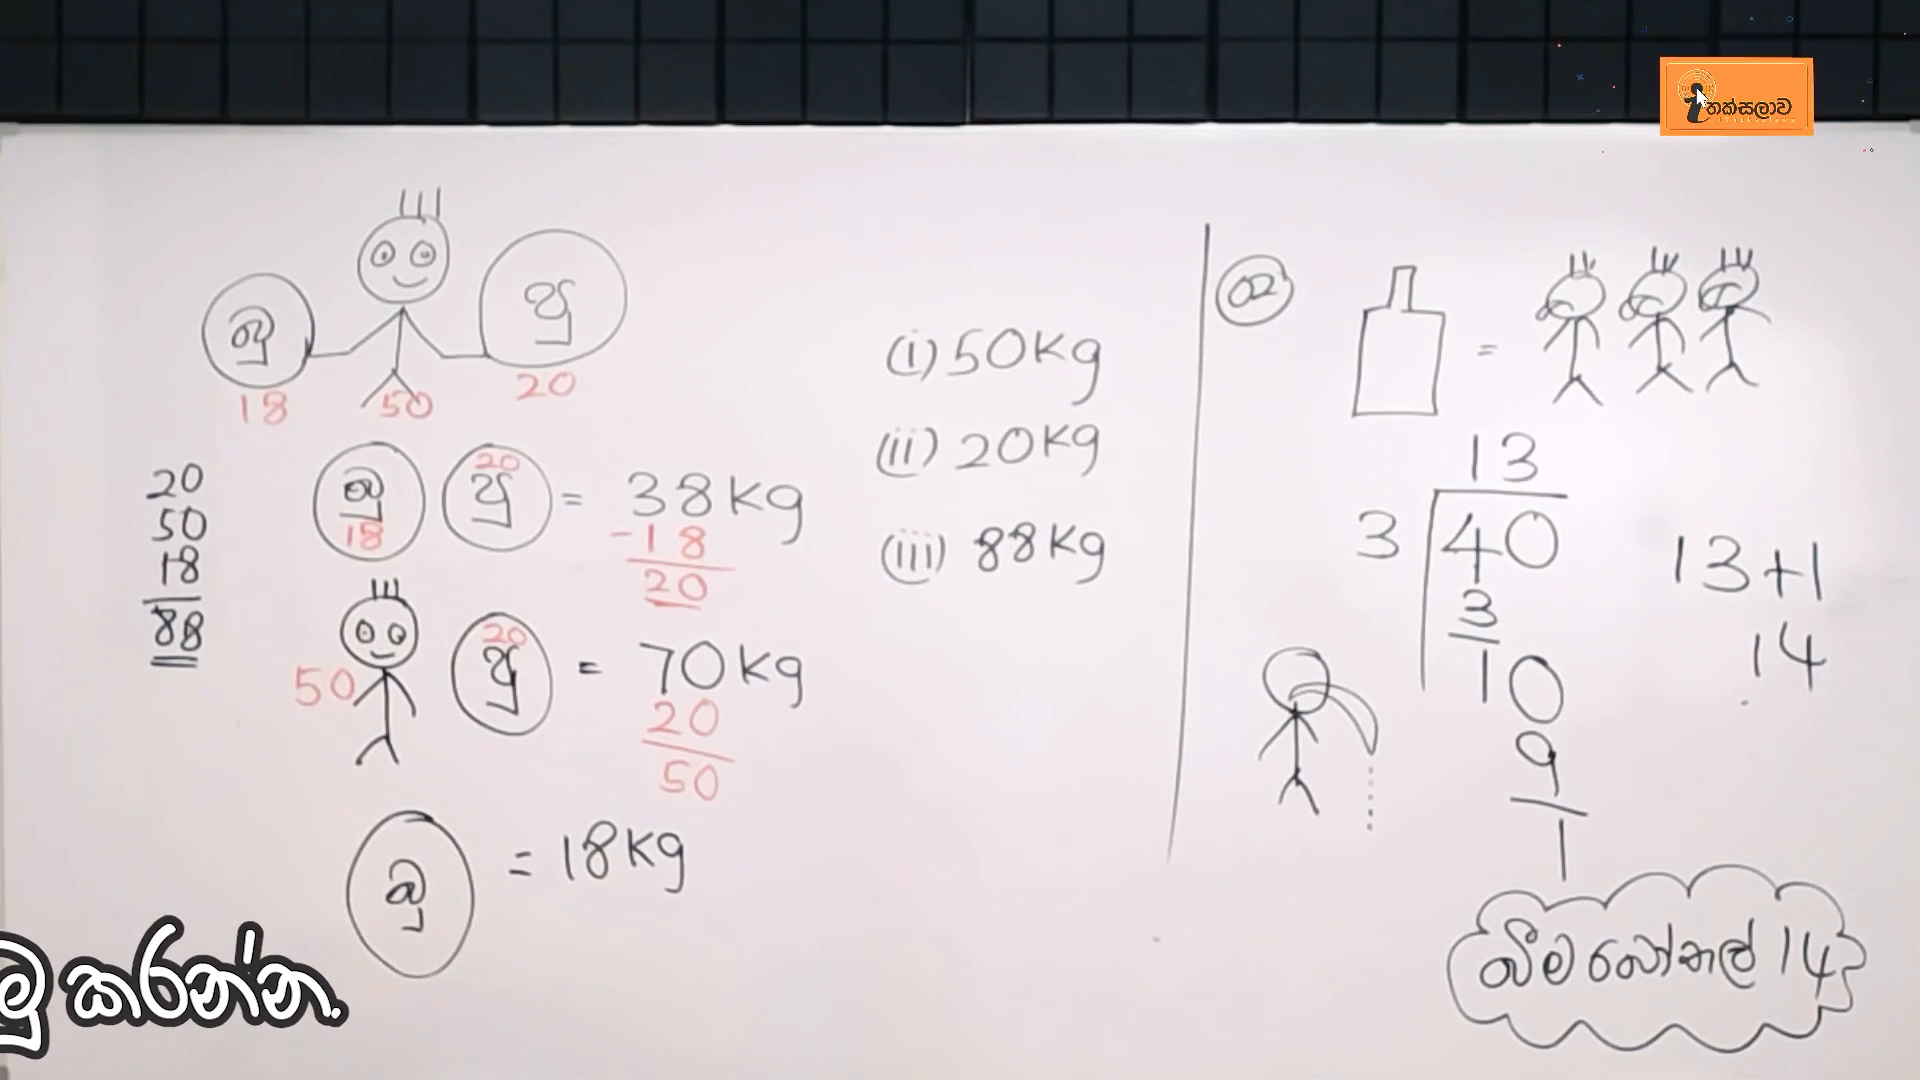 තක්සලාව
බු
පු
18
50
20
20
50
18
88
බු
18
20
පු
= 38kg
-18
20
50
20
පු
= 70kg
20
50
බු
= 18kg
(i) 50kg
(ii) 20kg
(iii) 88kg
02
=
13
3
40
3
10
9
1
13+1
14
බීම බෝතල් 14
මු කරන්න.